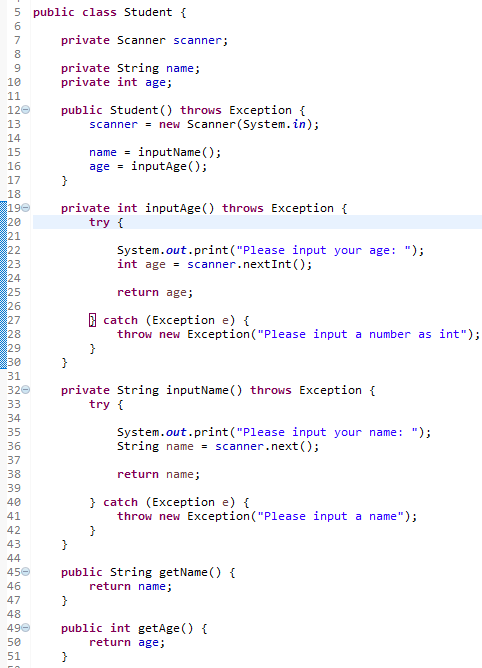 5 public class Student {
6
7     private Scanner scanner;
8
9     private String name;
10     private int age;
11
12     public Student() throws Exception {
13         scanner = new Scanner(System.in);
14
15         name = inputName();
16         age = inputAge();
17     }
18
19     private int inputAge() throws Exception {
20         try {
21
22             System.out.print("Please input your age: ");
23             int age = scanner.nextInt();
24
25             return age;
26
27         } catch (Exception e) {
28             throw new Exception("Please input a number as int");
29         }
30     }
31
32     private String inputName() throws Exception {
33         try {
34
35             System.out.print("Please input your name: ");
36             String name = scanner.next();
37
38             return name;
39
40         } catch (Exception e) {
41             throw new Exception("Please input a name");
42         }
43     }
44
45     public String getName() {
46         return name;
47     }
48
49     public int getAge() {
50         return age;
51     }